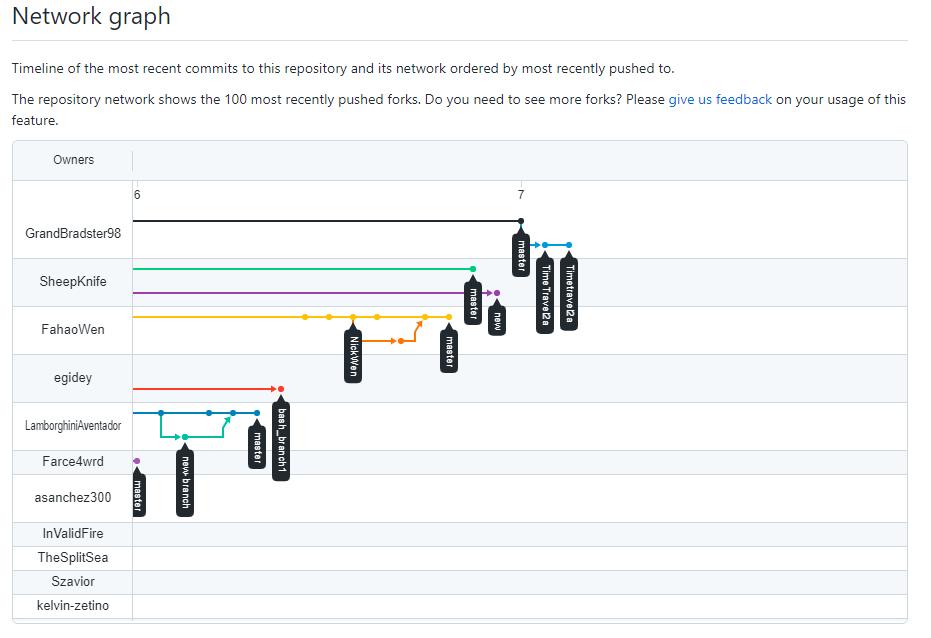 Network graph
Timeline of the most recent commits to this repository and its network ordered by most recently pushed to.
The repository network shows the 100 most recently pushed forks. Do you need to see more forks? Please give us feedback on your usage of this
feature.
Owners
6
7
GrandBradster98
master
TimeTravel2a
Timetravel2a
SheepKnife
master
new
FahaoWen
NickWen
master
egidey
bash_branch1
LamborghiniAventador
master
new-branch
Farce4wrd
master
asanchez300
InValidFire
TheSplitSea
Szavior
kelvin-zetino